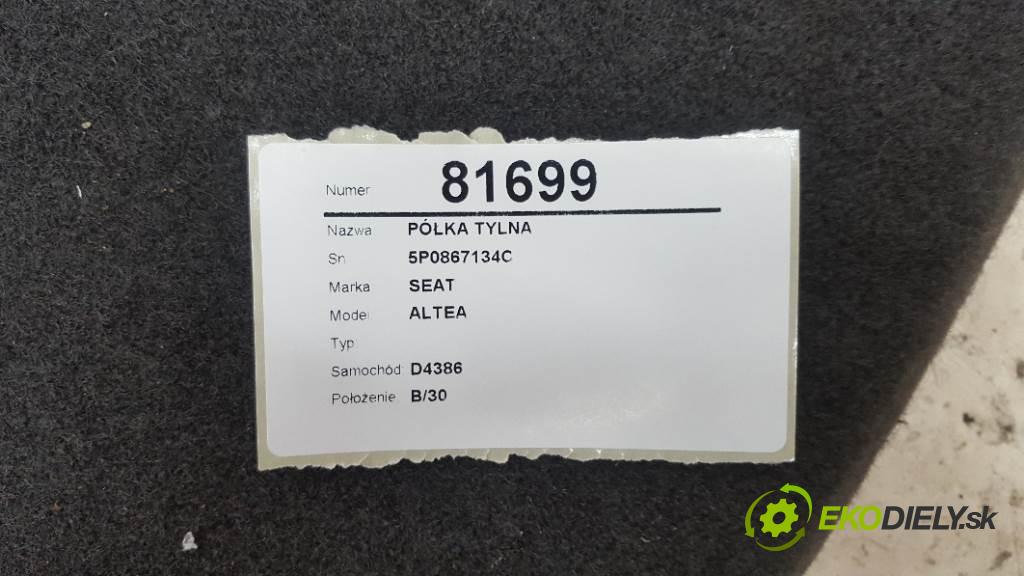 Numer 81699
Nazwa PÓŁKA TYLNA
Sn 5P0867134C
Marka SEAT
Model ALTEA
Typ
Samochód D4386
Położenie B/30
EKODIELY.sk